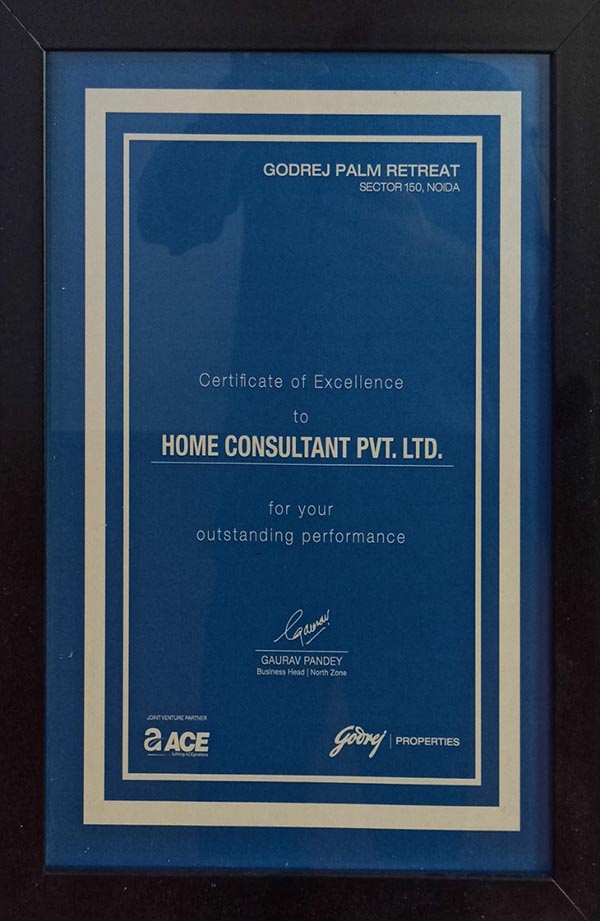 GODREJ PALM RETREAT
SECTOR 150, NOIDA
Certificate of Excellence
to
HOME CONSULTANT PVT. LTD.
for your
outstanding performance
Gaurav
GAURAV PANDEY
Business Head | North Zone
JOINT VENTURE PARTNER
a ACE
Godrej | PROPERTIES